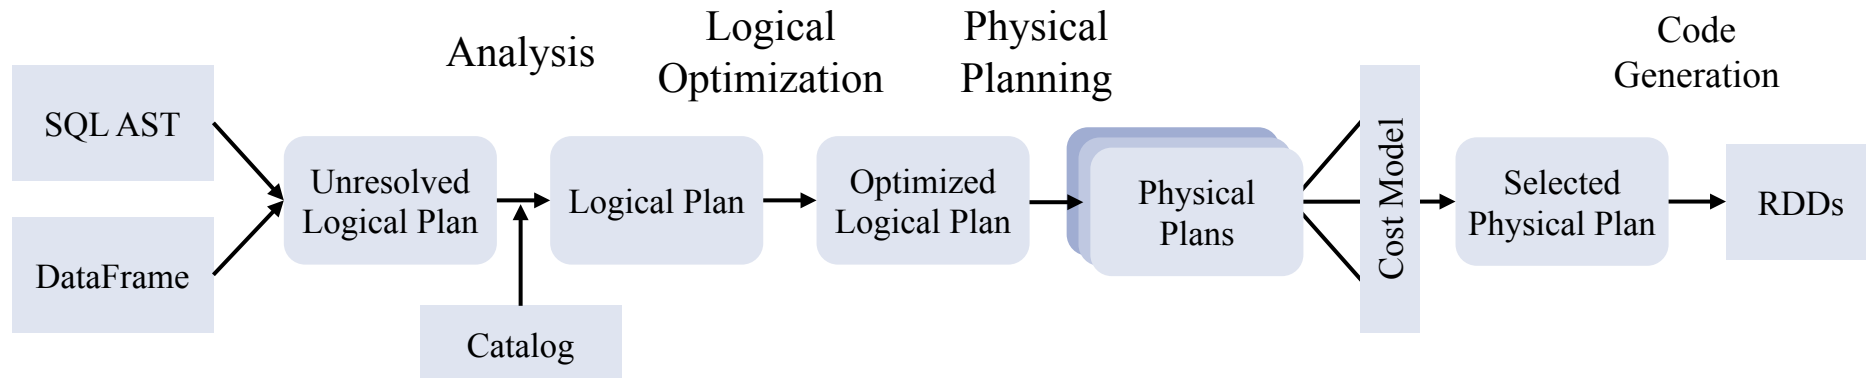 Analysis
Logical
Optimization
Physical
Planning
Code
Generation
SQL AST
DataFrame
Unresolved
Logical Plan
Catalog
Logical Plan
Optimized
Logical Plan
Physical
Plans
Cost Model
Selected
Physical Plan
RDDs